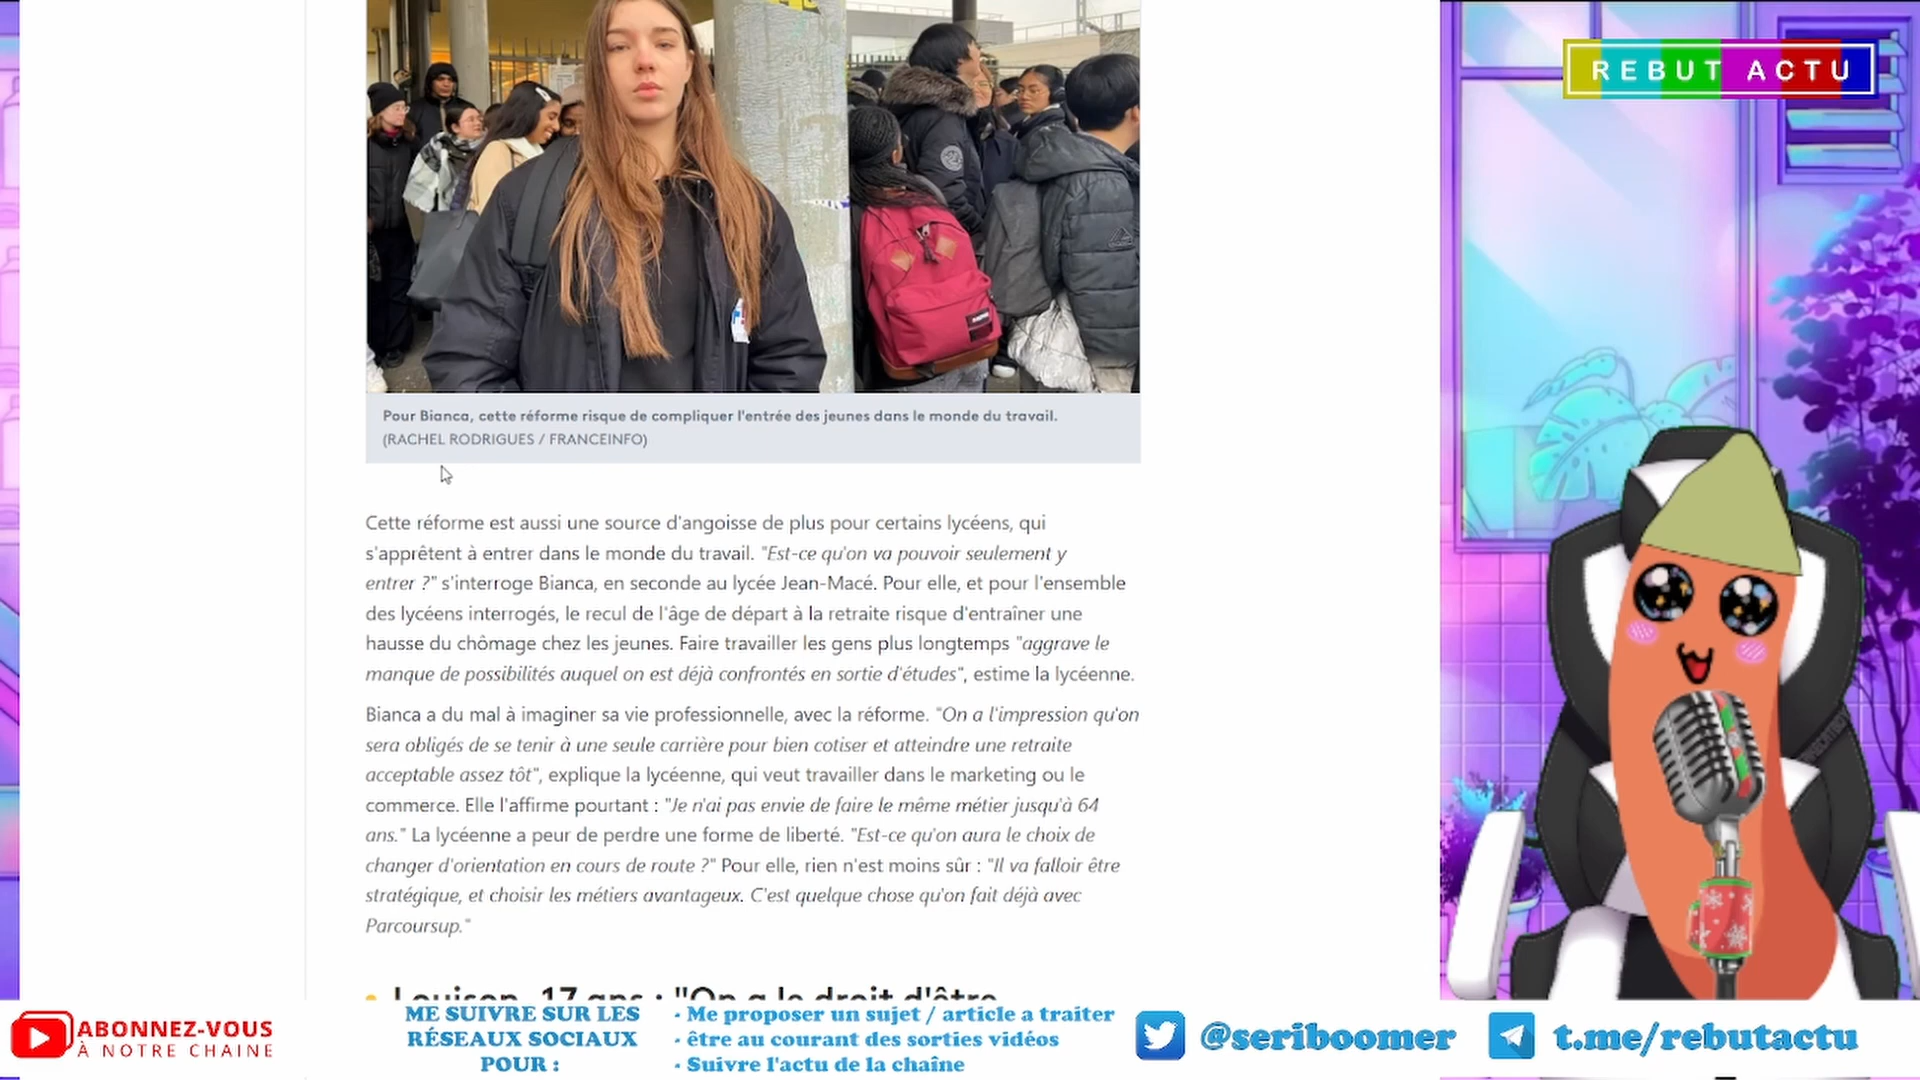 REBUT ACTU
Pour Bianca, cette réforme risque de compliquer l'entrée des jeunes dans le monde du travail.
(RACHEL RODRIGUES / FRANCEINFO)
Cette réforme est aussi une source d'angoisse de plus pour certains lycéens, qui
s'apprêtent à entrer dans le monde du travail. "Est-ce qu'on va pouvoir seulement y
entrer ?" s'interroge Bianca, en seconde au lycée Jean-Macé. Pour elle, et pour l'ensemble
des lycéens interrogés, le recul de l'âge de départ à la retraite risque d'entraîner une
hausse du chômage chez les jeunes. Faire travailler les gens plus longtemps "aggrave le
manque de possibilités auquel on est déjà confrontés en sortie d'études", estime la lycéenne.
Bianca a du mal à imaginer sa vie professionnelle, avec la réforme. "On a l'impression qu'on
sera obligés de se tenir à une seule carrière pour bien cotiser et atteindre une retraite
acceptable assez tôt", explique la lycéenne, qui veut travailler dans le marketing ou le
commerce. Elle l'affirme pourtant : "Je n'ai pas envie de faire le même métier jusqu'à 64
ans." La lycéenne a peur de perdre une forme de liberté. "Est-ce qu'on aura le choix de
changer d'orientation en cours de route ?" Pour elle, rien n'est moins sûr : "Il va falloir être
stratégique, et choisir les métiers avantageux. C'est quelque chose qu'on fait déjà avec
Parcoursup."
Louison, 17 ans : "On a le droit d'être
ABONNEZ-VOUS
À NOTRE CHAINE
ME SUIVRE SUR LES
RÉSEAUX SOCIAUX
POUR :
- Me proposer un sujet / article a traiter
- être au courant des sorties vidéos
- Suivre l'actu de la chaîne
@seriboomer
t.me/rebutactu